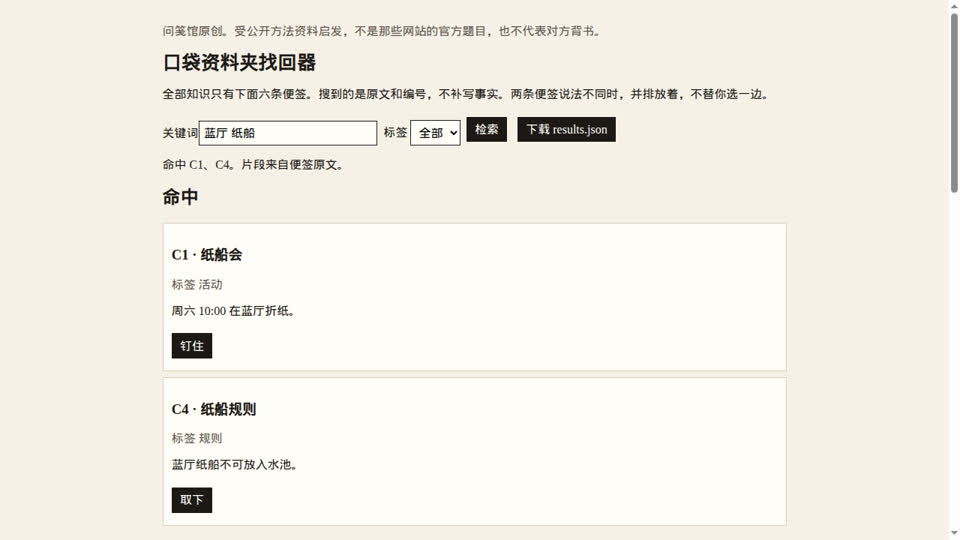 问笺馆原创。受公开方法资料启发，不是那些网站的官方题目，也不代表对方背书。
口袋资料夹找回器
全部知识只有下面六条便签。搜到的是原文和编号，不补写事实。两条便签说法不同时，并排放着，不替你选一边。
关键词 蓝厅 纸船 标签 全部 检索 下载 results.json
命中 C1、C4。片段来自便签原文。
命中
C1 · 纸船会
标签 活动
周六 10:00 在蓝厅折纸。
钉住
C4 · 纸船规则
标签 规则
蓝厅纸船不可放入水池。
取下